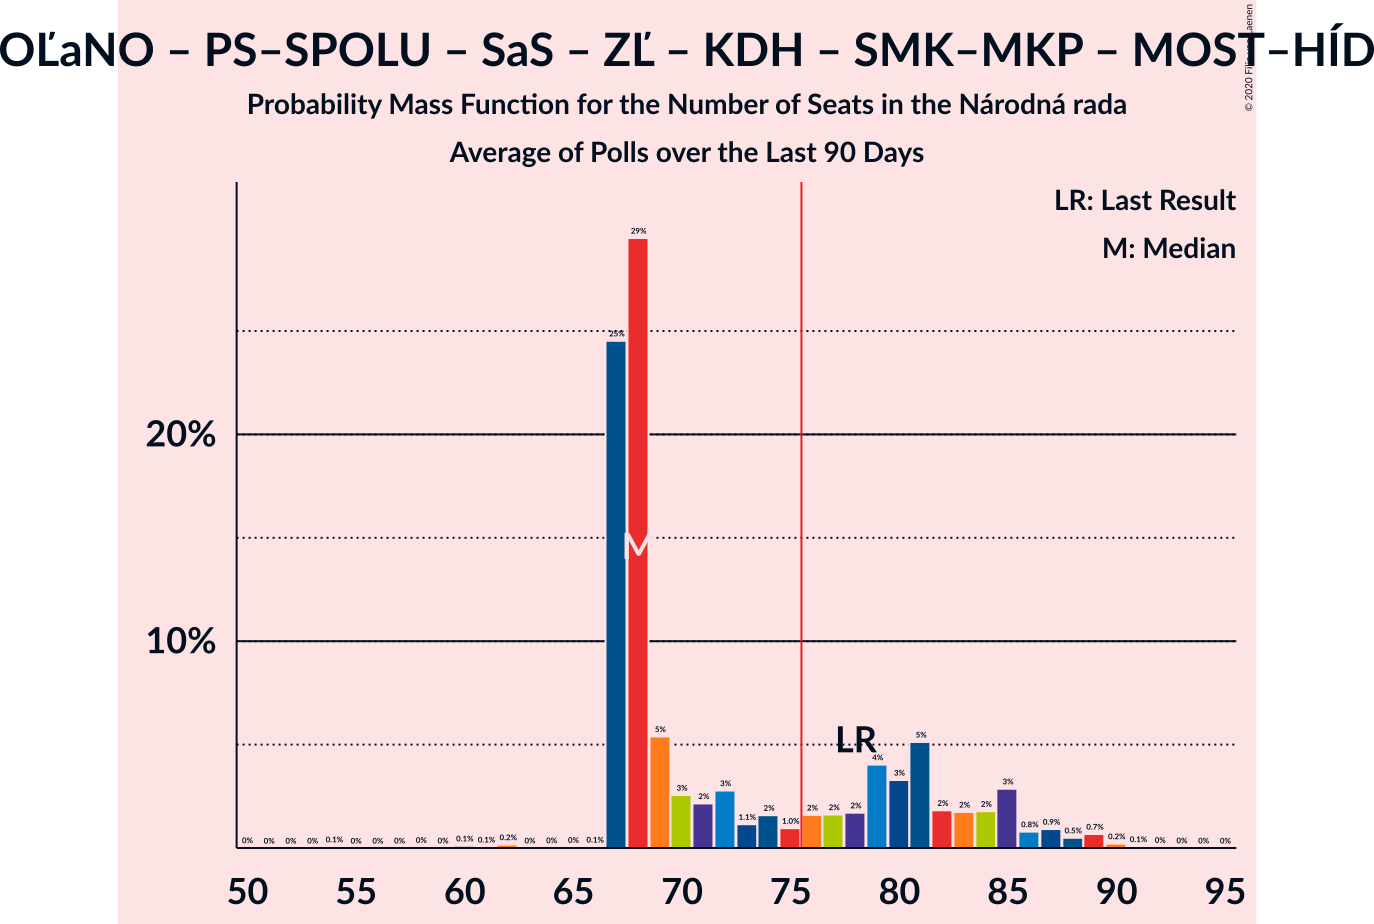 OĽaNO – PS–SPOLU – SaS – ZĽ – KDH – SMK–MKP – MOST–HÍD
Probability Mass Function for the Number of Seats in the Národná rada
Average of Polls over the Last 90 Days
© 2020 Filip
LR: Last Result
M: Median
29%
25%
20%
M
10%
LR
5% 3% 2% 3% 1.1% 2% 1.0% 2% 2% 2% 4% 3% 5% 2% 2% 2% 3% 0.8% 0.9% 0.5% 0.7% 0.2% 0.1% 0% 0% 0% 0%
0% 0% 0% 0% 0.1% 0% 0% 0% 0% 0% 0.1% 0.1% 0.2% 0% 0% 0% 0.1%
50 55 60 65 70 75 80 85 90 95